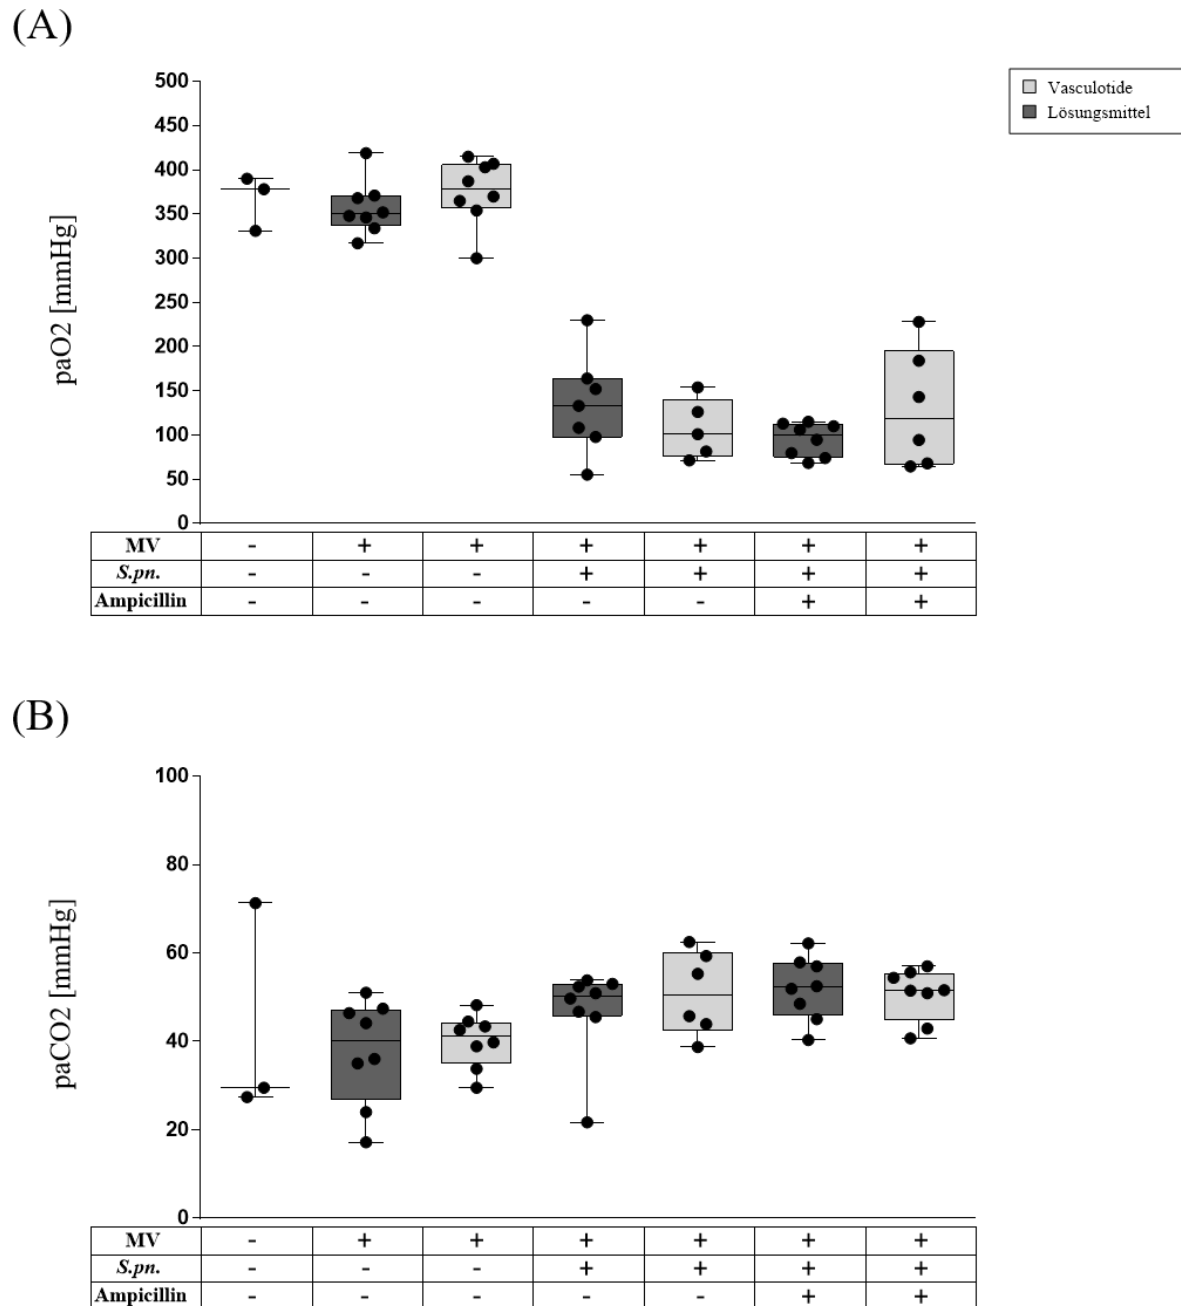 (A)
500
450
400
350
300
250
200
150
100
50
0
paO2 [mmHg]
Vasculotide
Lösungsmittel
MV - + + + + + +
S.pn. - - - + + + +
Ampicillin - - - - - + +
(B)
100
80
60
40
20
0
paCO2 [mmHg]
MV - + + + + + +
S.pn. - - - + + + +
Ampicillin - - - - - + +